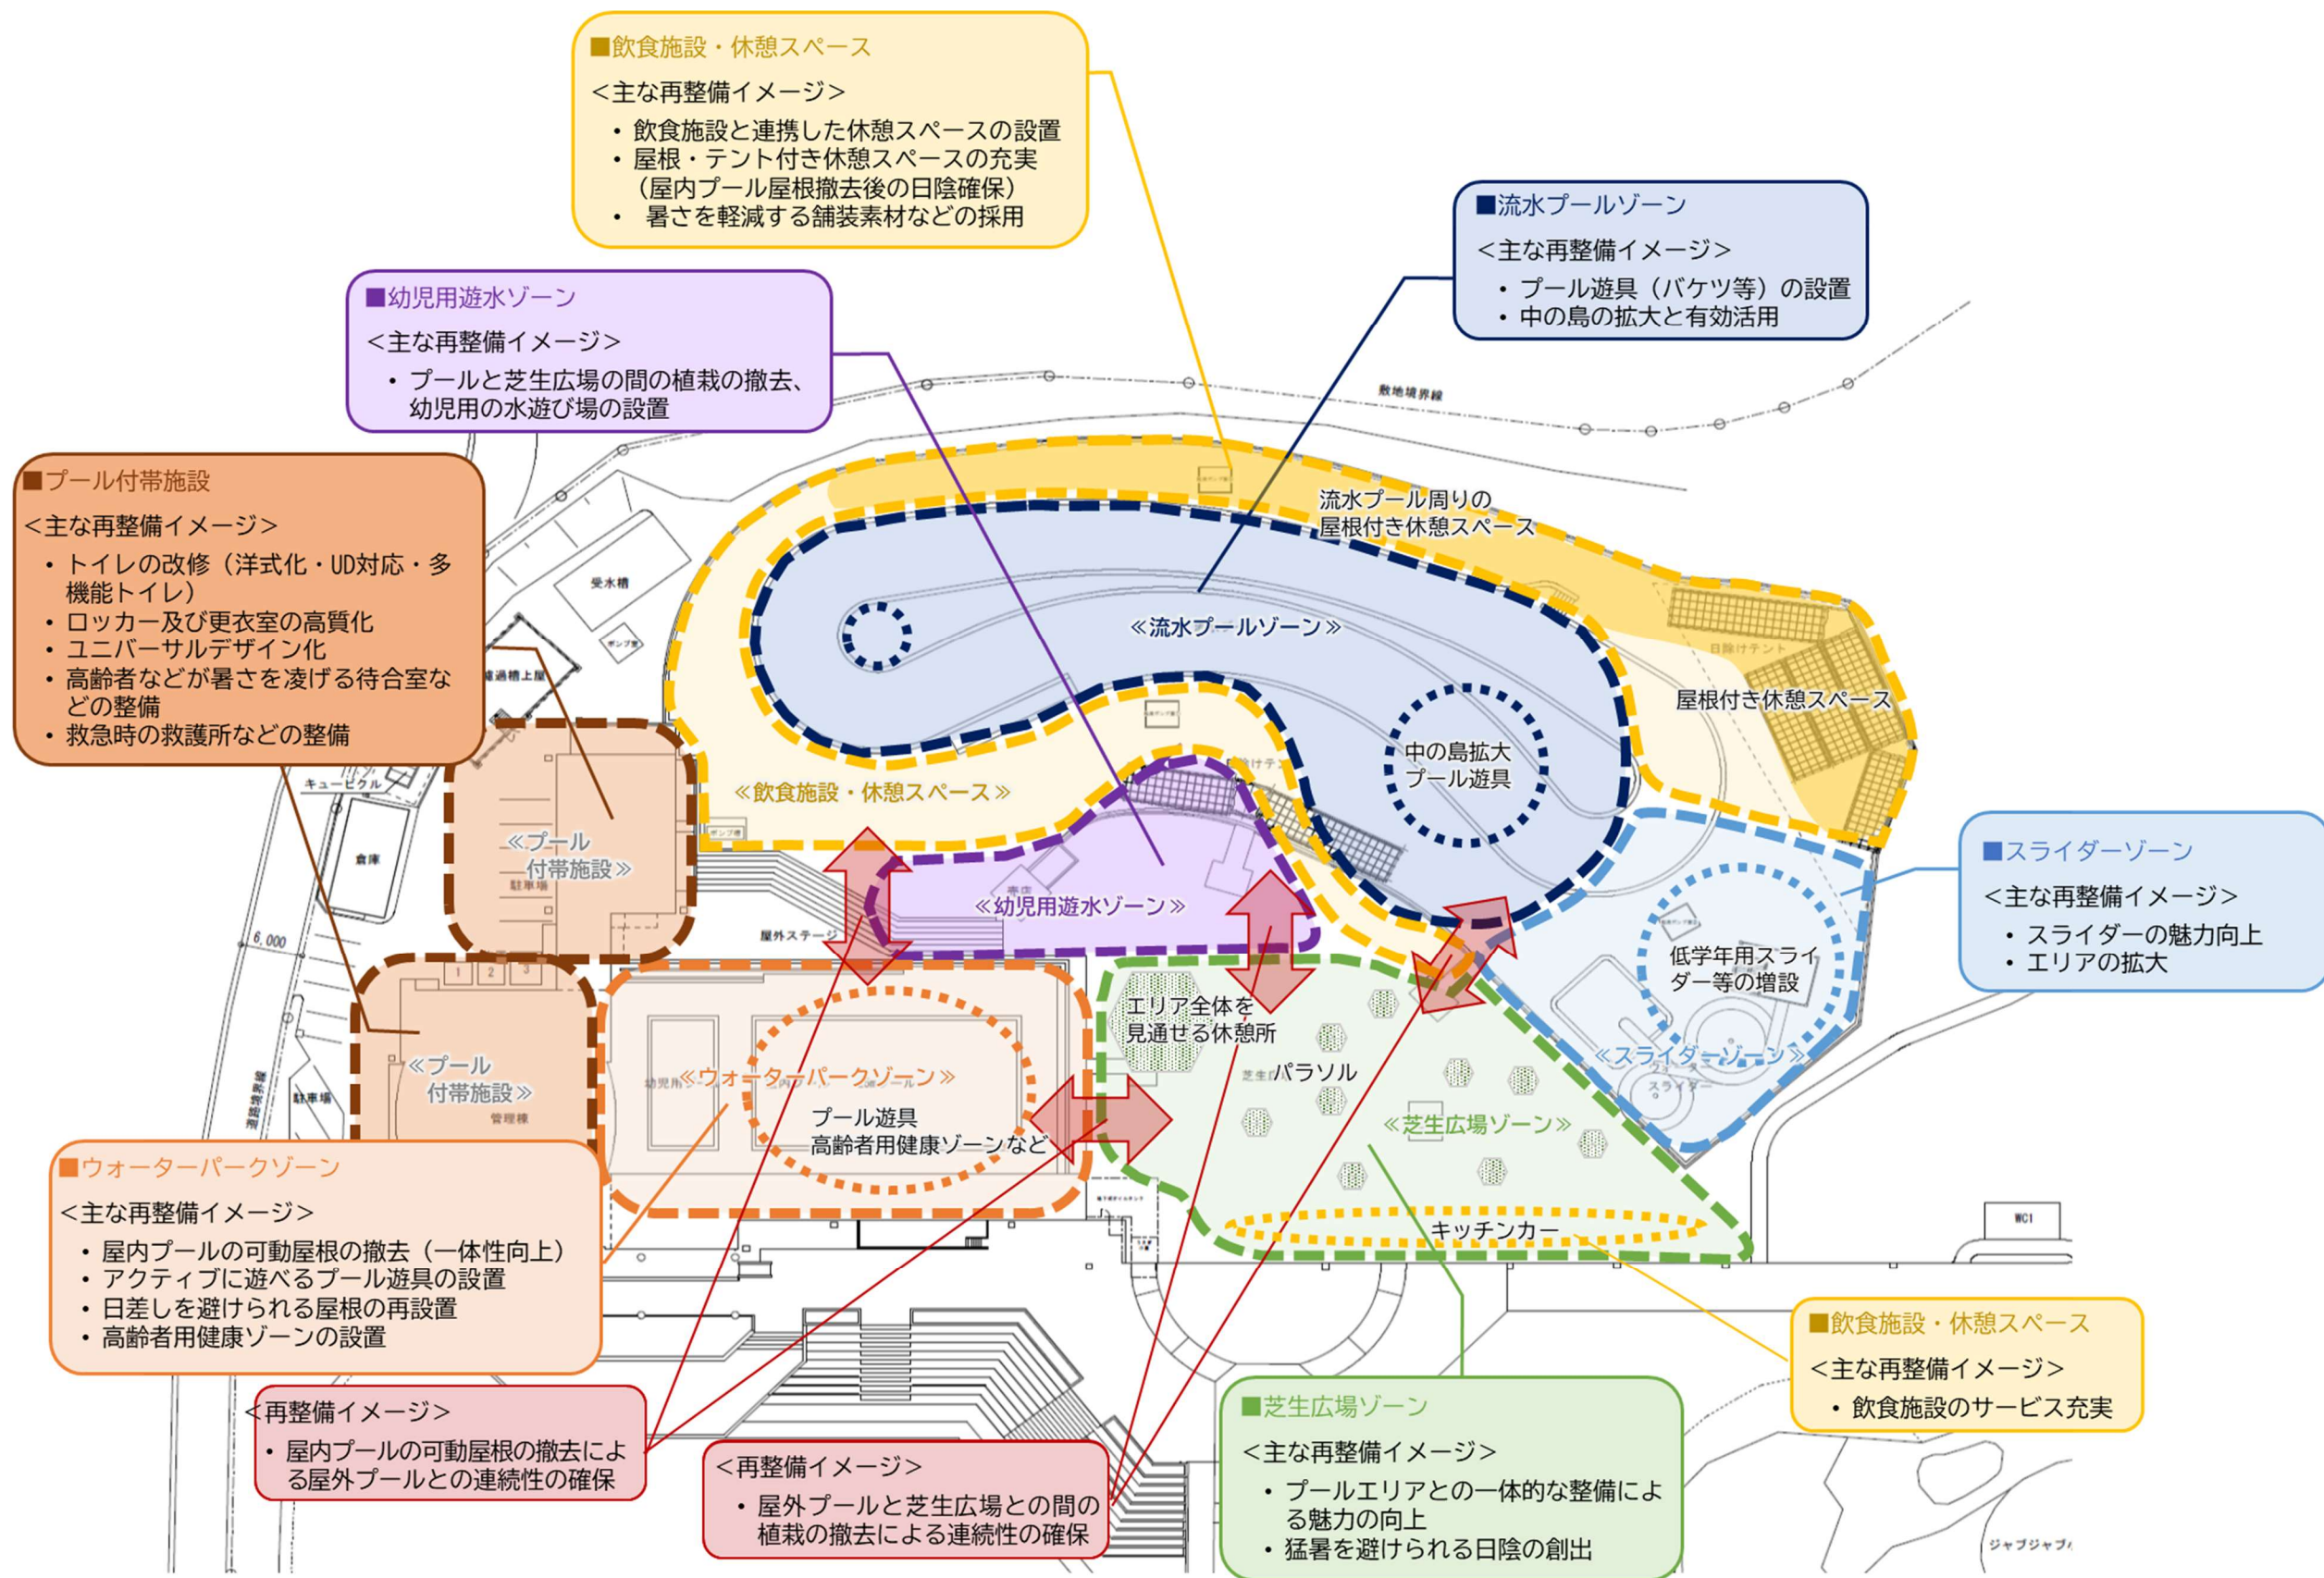 ■飲食施設・休憩スペース
＜主な再整備イメージ＞
• 飲食施設と連携した休憩スペースの設置
• 屋根・テント付き休憩スペースの充実
（屋内プール屋根撤去後の日陰確保）
• 暑さを軽減する舗装素材などの採用
■流水プールゾーン
＜主な再整備イメージ＞
• プール遊具（バケツ等）の設置
• 中の島の拡大と有効活用
■幼児用遊水ゾーン
＜主な再整備イメージ＞
• プールと芝生広場の間の植栽の撤去、
幼児用の水遊び場の設置
敷地境界線
■プール付帯施設
＜主な再整備イメージ＞
• トイレの改修（洋式化・UD対応・多
機能トイレ）
• ロッカー及び更衣室の高質化
• ユニバーサルデザイン化
• 高齢者などが暑さを凌げる待合室な
どの整備
• 救急時の救護所などの整備
受水槽
ポンプ室
濾過槽上屋
キュービクル
倉庫
6,000
道路境界線
駐車場
流水プール周りの
屋根付き休憩スペース
≪流水プールゾーン≫
日除けテント
屋根付き休憩スペース
中の島拡大
プール遊具
≪飲食施設・休憩スペース≫
除けテン
ポンプ槽
≪プール
付帯施設≫
駐車場
売店
≪幼児用遊水ゾーン≫
屋外ステージ
1
2
3
≪プール
付帯施設≫
管理棟
≪ウォーターパークゾーン≫
プール遊具
高齢者用健康ゾーンなど
エリア全体を
見通せる休憩所
パラソル
≪芝生広場ゾーン≫
キッチンカー
低学年用スライ
ダー等の増設
≪スライダーゾーン≫
スライダー
■スライダーゾーン
＜主な再整備イメージ＞
• スライダーの魅力向上
• エリアの拡大
WC1
■ウォーターパークゾーン
＜主な再整備イメージ＞
• 屋内プールの可動屋根の撤去（一体性向上）
• アクティブに遊べるプール遊具の設置
• 日差しを避けられる屋根の再設置
• 高齢者用健康ゾーンの設置
＜再整備イメージ＞
• 屋内プールの可動屋根の撤去によ
る屋外プールとの連続性の確保
＜再整備イメージ＞
• 屋外プールと芝生広場との間の
植栽の撤去による連続性の確保
■芝生広場ゾーン
＜主な再整備イメージ＞
• プールエリアとの一体的な整備によ
る魅力の向上
• 猛暑を避けられる日陰の創出
■飲食施設・休憩スペース
＜主な再整備イメージ＞
• 飲食施設のサービス充実
ジャブジャブ